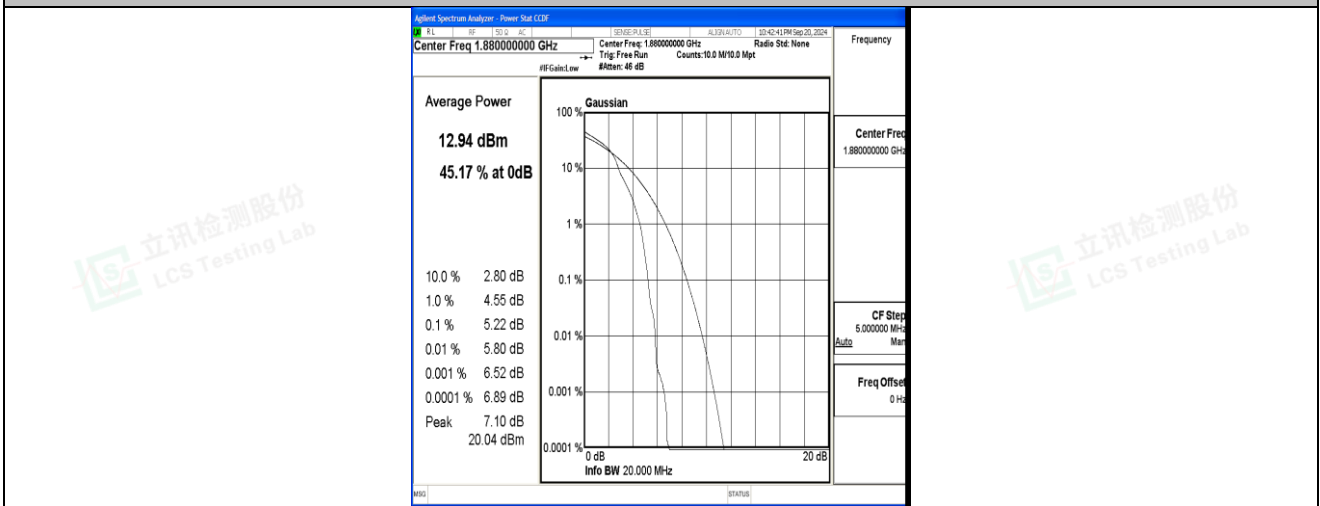 Agilent Spectrum Analyzer - Power Stat CCDF
RL RF 50 Ω AC SENSE:PULSE ALIGN AUTO 10:42:41 PM Sep 20, 2024
Center Freq 1.880000000 GHz
Center Freq: 1.880000000 GHz Radio Std: None
Trig: Free Run Counts:10.0 M/10.0 Mpt
#IFGain:Low #Atten: 46 dB
Frequency
Average Power
12.94 dBm
45.17 % at 0dB
10.0 % 2.80 dB
1.0 % 4.55 dB
0.1 % 5.22 dB
0.01 % 5.80 dB
0.001 % 6.52 dB
0.0001 % 6.89 dB
Peak 7.10 dB
20.04 dBm
Gaussian
100 %
10 %
1 %
0.1 %
0.01 %
0.001 %
0.0001 %
0 dB 20 dB
Info BW 20.000 MHz
Center Freq
1.880000000 GHz
CF Step
5.000000 MHz
Auto Man
Freq Offset
0 Hz
MSG STATUS
立讯检测股份
LCS Testing Lab
立讯检测股份
LCS Testing Lab